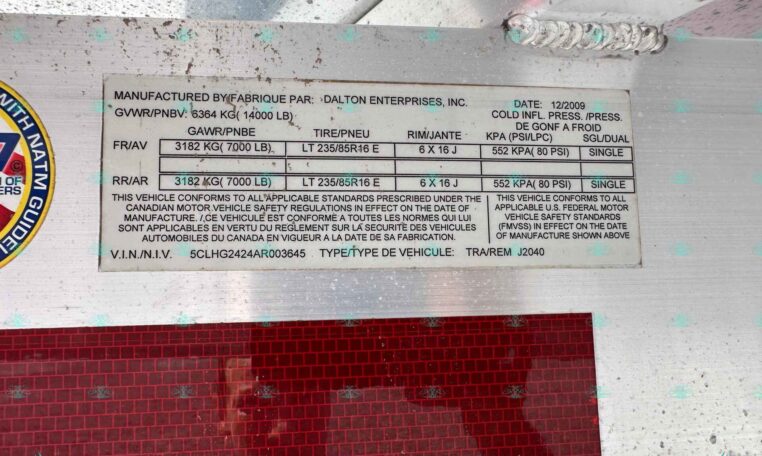 MANUFACTURED BY/FABRIQUE PAR: DALTON ENTERPRISES, INC. DATE: 12/2009
GVWR/PNBV: 6364 KG( 14000 LB) COLD INFL. PRESS. /PRESS.
DE GONF A FROID
GAWR/PNBE TIRE/PNEU RIM/JANTE KPA (PSI/LPC) SGL/DUAL
FR/AV 3182 KG( 7000 LB) LT 235/85R16 E 6 X 16 J 552 KPA( 80 PSI) SINGLE
RR/AR 3182 KG( 7000 LB) LT 235/85R16 E 6 X 16 J 552 KPA( 80 PSI) SINGLE
THIS VEHICLE CONFORMS TO ALL APPLICABLE STANDARDS PRESCRIBED UNDER THE
CANADIAN MOTOR VEHICLE SAFETY REGULATIONS IN EFFECT ON THE DATE OF
MANUFACTURE. / CE VEHICULE EST CONFORME A TOUTES LES NORMES QUI LUI
SONT APPLICABLES EN VERTU DU REGLEMENT SUR LA SECURITE DES VEHICULES
AUTOMOBILES DU CANADA EN VIGUEUR A LA DATE DE SA FABRICATION.
THIS VEHICLE CONFORMS TO ALL
APPLICABLE U.S. FEDERAL MOTOR
VEHICLE SAFETY STANDARDS
(FMVSS) IN EFFECT ON THE DATE
OF MANUFACTURE SHOWN ABOVE
V.I.N./N.I.V. 5CLHG2424AR003645 TYPE/TYPE DE VEHICULE: TRA/REM J2040
WITH NATM GUIDE